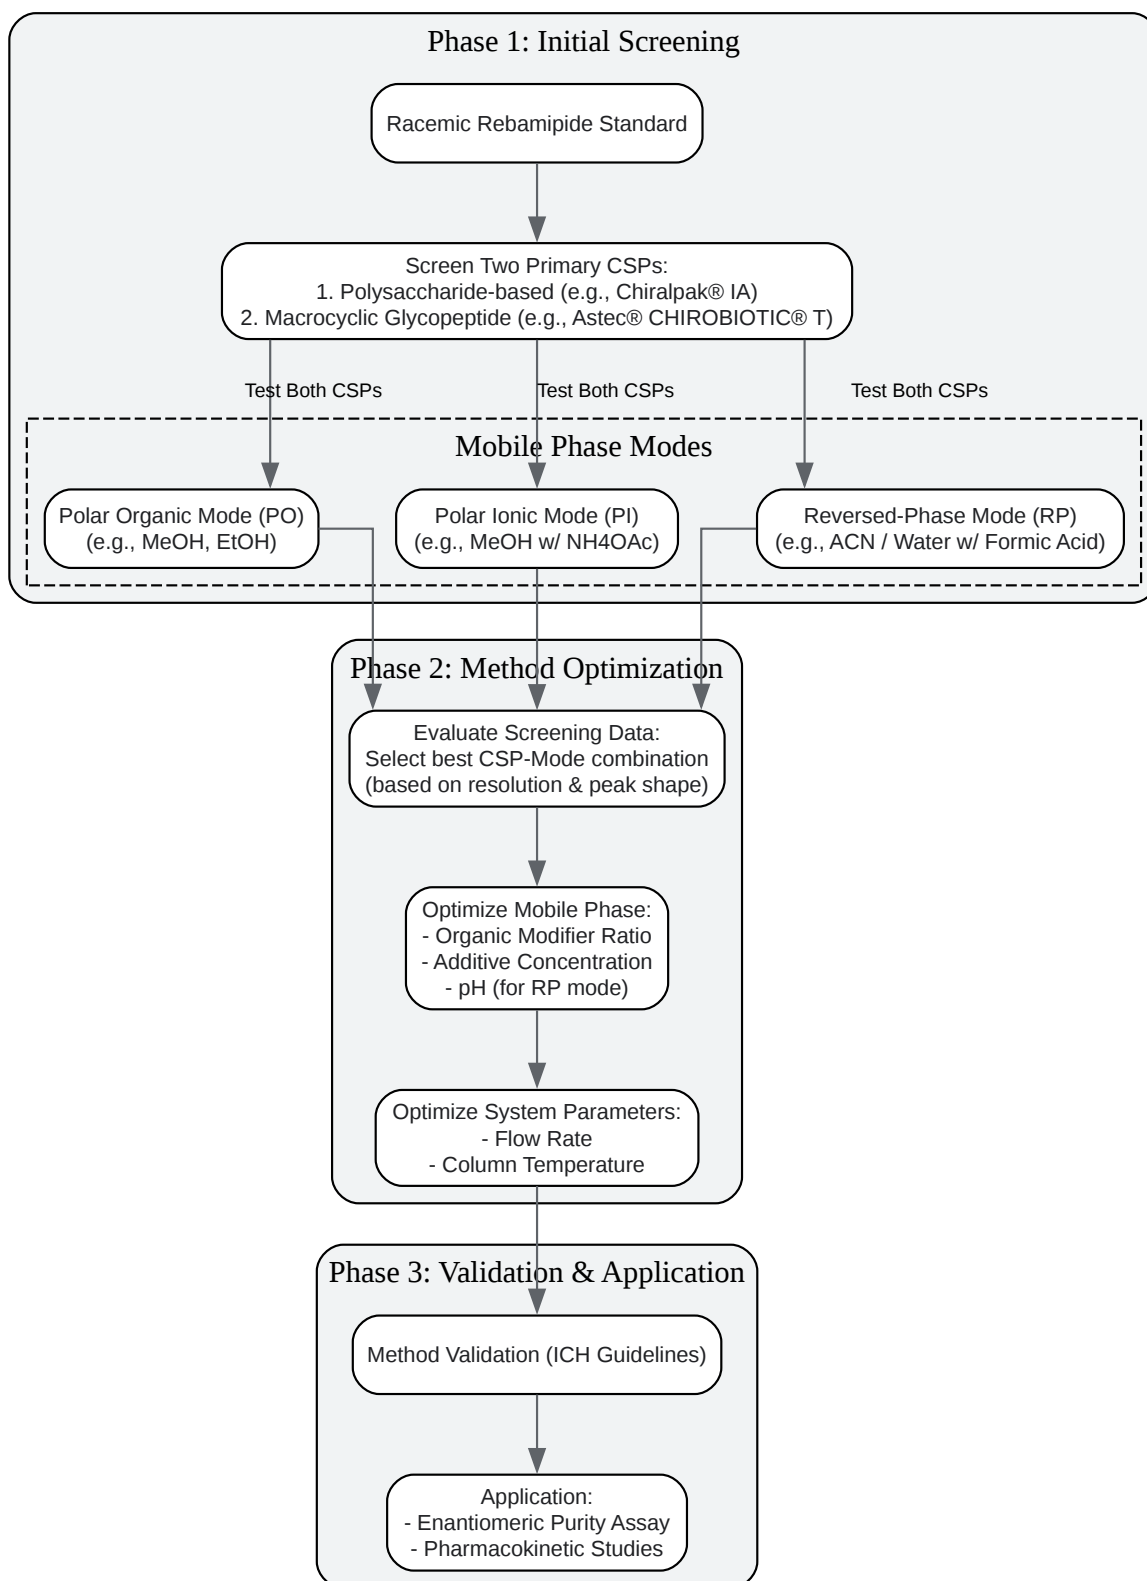 Phase 1: Initial Screening
Racemic Rebamipide Standard
Screen Two Primary CSPs:
1. Polysaccharide-based (e.g., Chiralpak® IA)
2. Macrocyclic Glycopeptide (e.g., Astec® CHIROBIOTIC® T)
Test Both CSPs
Test Both CSPs
Test Both CSPs
Mobile Phase Modes
Polar Organic Mode (PO)
(e.g., MeOH, EtOH)
Polar Ionic Mode (PI)
(e.g., MeOH w/ NH4OAc)
Reversed-Phase Mode (RP)
(e.g., ACN / Water w/ Formic Acid)
Phase 2: Method Optimization
Evaluate Screening Data:
Select best CSP-Mode combination
(based on resolution & peak shape)
Optimize Mobile Phase:
- Organic Modifier Ratio
- Additive Concentration
- pH (for RP mode)
Optimize System Parameters:
- Flow Rate
- Column Temperature
Phase 3: Validation & Application
Method Validation (ICH Guidelines)
Application:
- Enantiomeric Purity Assay
- Pharmacokinetic Studies